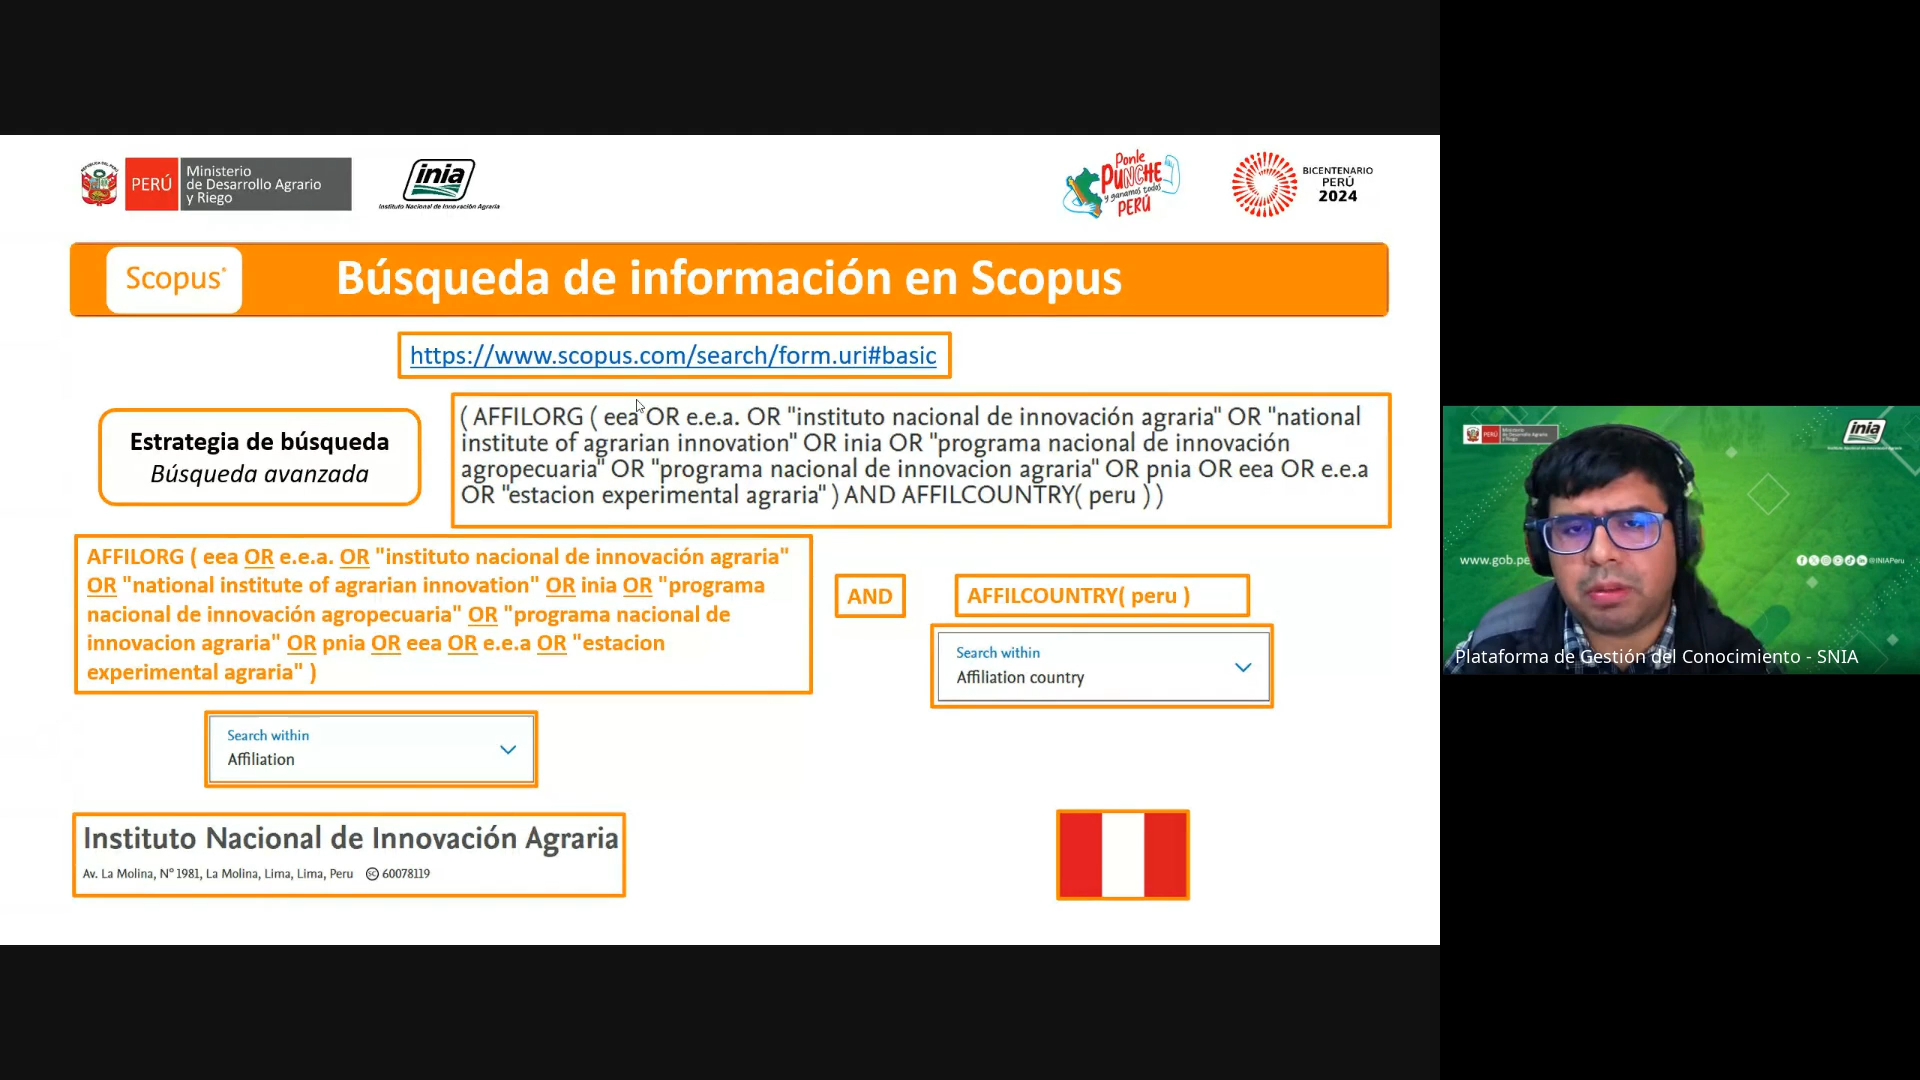 PERÚ
Ministerio
de Desarrollo Agrario
y Riego
inia
Instituto Nacional de Innovación Agraria
Ponle
PUNCHE
y ganamos todos
PERÚ
BICENTENARIO
PERÚ
2024
Scopus
Búsqueda de información en Scopus
https://www.scopus.com/search/form.uri#basic
Estrategia de búsqueda
Búsqueda avanzada
( AFFILORG ( eea OR e.e.a. OR "instituto nacional de innovación agraria" OR "national
institute of agrarian innovation" OR inia OR "programa nacional de innovación
agropecuaria" OR "programa nacional de innovacion agraria" OR pnia OR eea OR e.e.a
OR "estacion experimental agraria" ) AND AFFILCOUNTRY( peru ) )
AFFILORG ( eea OR e.e.a. OR "instituto nacional de innovación agraria"
OR "national institute of agrarian innovation" OR inia OR "programa
nacional de innovación agropecuaria" OR "programa nacional de
innovacion agraria" OR pnia OR eea OR e.e.a OR "estacion
experimental agraria" )
AND
AFFILCOUNTRY( peru )
Search within
Affiliation country
Search within
Affiliation
Instituto Nacional de Innovación Agraria
Av. La Molina, N° 1981, La Molina, Lima, Lima, Peru 60078119
PERÚ
inia
www.gob.pe
@INIAPeru
Plataforma de Gestión del Conocimiento - SNIA